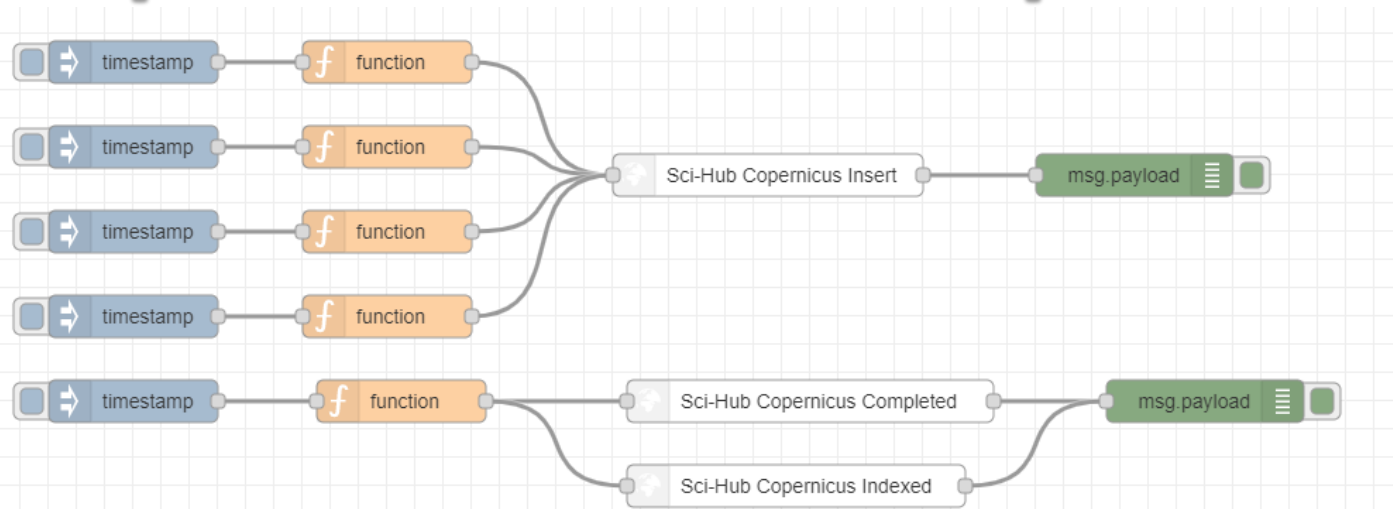 timestamp
function
timestamp
function
Sci-Hub Copernicus Insert
msg.payload
timestamp
function
timestamp
function
timestamp
function
Sci-Hub Copernicus Completed
msg.payload
Sci-Hub Copernicus Indexed